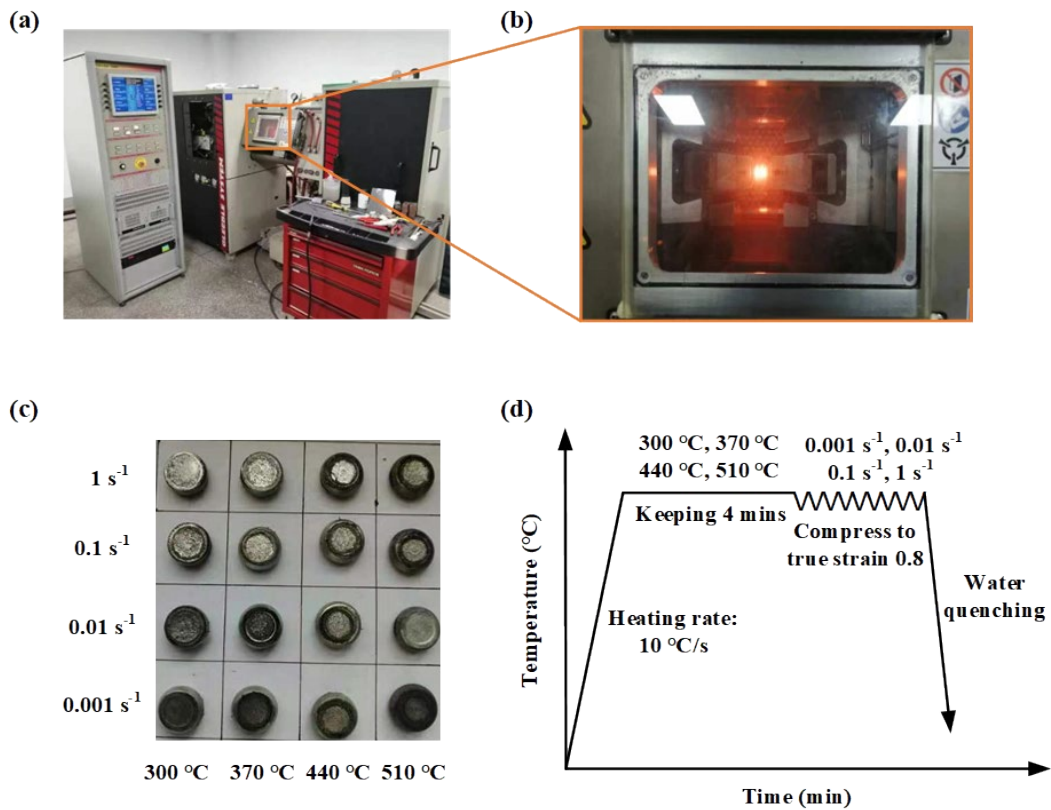 (a)
(b)
(c)
1 s⁻¹
0.1 s⁻¹
0.01 s⁻¹
0.001 s⁻¹
300 °C 370 °C 440 °C 510 °C
(d)
300 °C, 370 °C
440 °C, 510 °C
0.001 s⁻¹, 0.01 s⁻¹
0.1 s⁻¹, 1 s⁻¹
Keeping 4 mins
Compress to
true strain 0.8
Heating rate:
10 °C/s
Water
quenching
Temperature (°C)
Time (min)